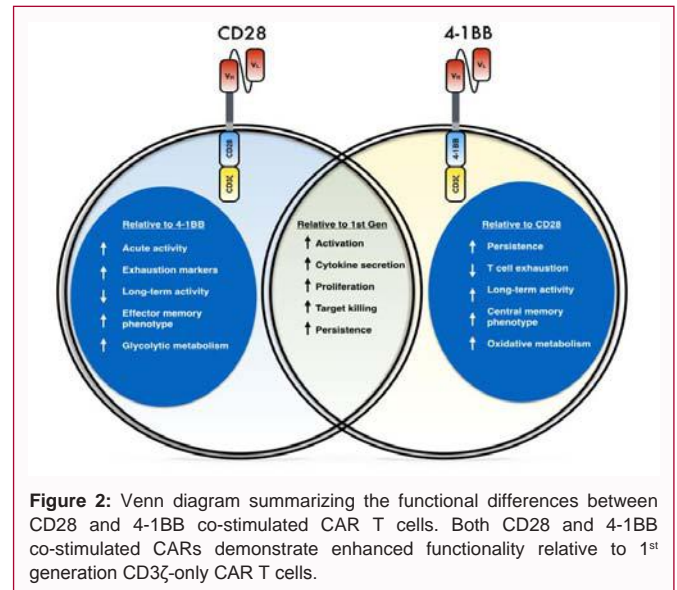 CD28
4-1BB
VH
VL
VH
VL
CD28
CD3ζ
4-1BB
CD3ζ
Relative to 4-1BB
↑ Acute activity
↑ Exhaustion markers
↓ Long-term activity
↑ Effector memory
phenotype
↑ Glycolytic metabolism
Relative to 1st Gen
↑ Activation
↑ Cytokine secretion
↑ Proliferation
↑ Target killing
↑ Persistence
Relative to CD28
↑ Persistence
↓ T cell exhaustion
↑ Long-term activity
↑ Central memory
phenotype
↑ Oxidative metabolism
Figure 2: Venn diagram summarizing the functional differences between
CD28 and 4-1BB co-stimulated CAR T cells. Both CD28 and 4-1BB
co-stimulated CARs demonstrate enhanced functionality relative to 1st
generation CD3ζ-only CAR T cells.